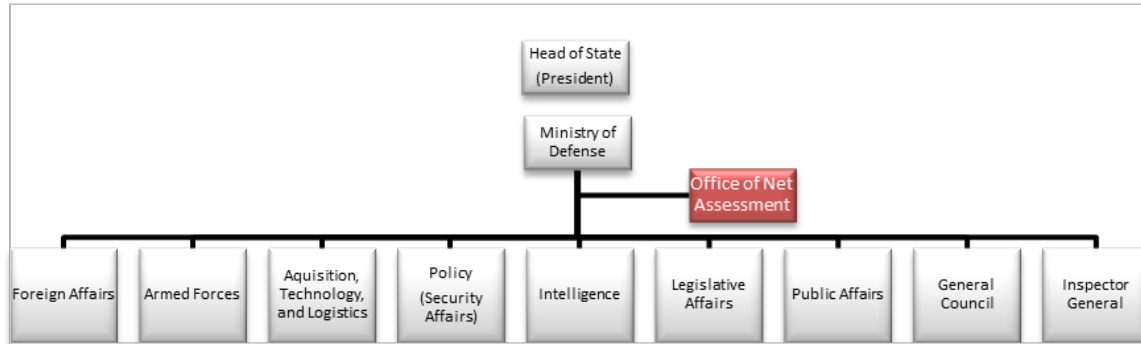 Head of State
(President)
Ministry of
Defense
Office of Net
Assessment
Foreign Affairs
Armed Forces
Aquisition,
Technology,
and Logistics
Policy
(Security
Affairs)
Intelligence
Legislative
Affairs
Public Affairs
General
Council
Inspector
General